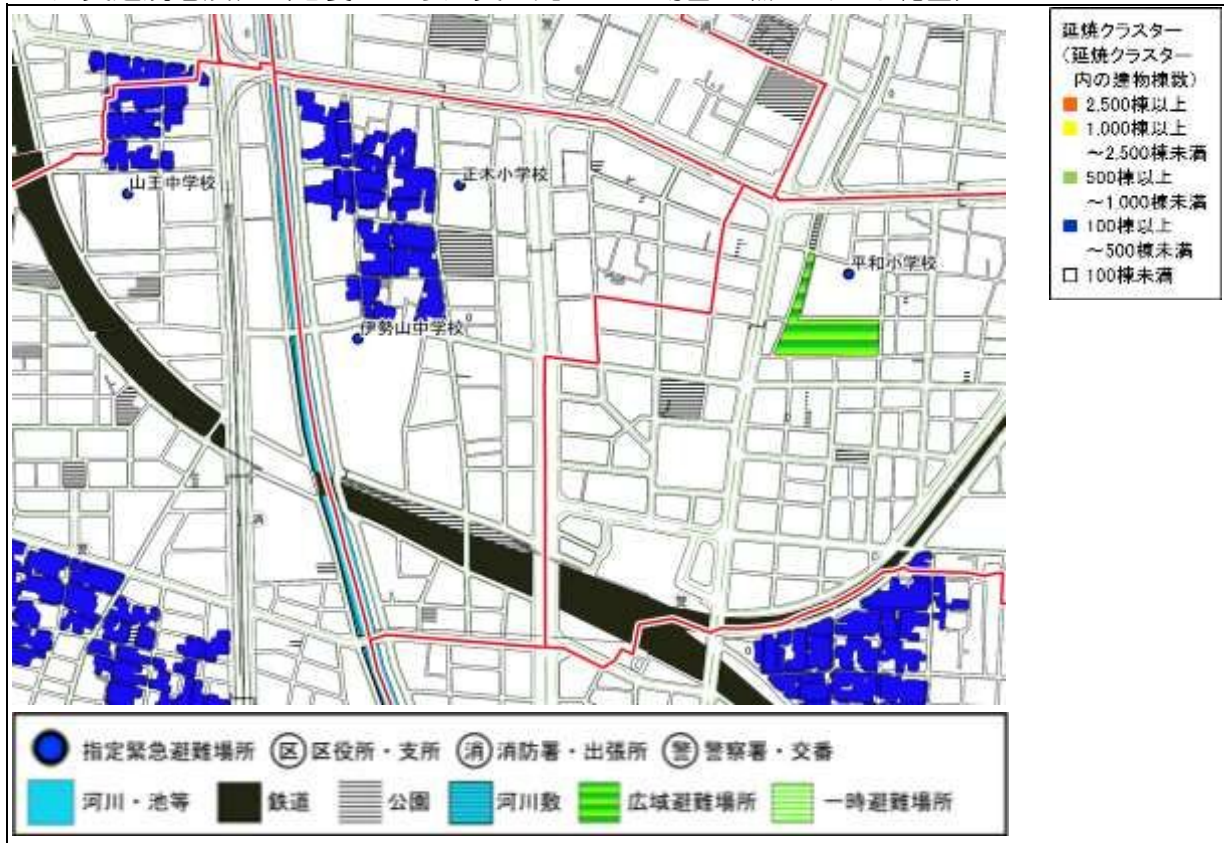 延焼クラスター
（延焼クラスター
内の建物棟数）
2,500棟以上
1,000棟以上
～2,500棟未満
500棟以上
～1,000棟未満
100棟以上
～500棟未満
100棟未満
山王中学校
正木小学校
平和小学校
伊勢山中学校
指定緊急避難場所
区 区役所・支所
消 消防署・出張所
警 警察署・交番
河川・池等
鉄道
公園
河川敷
広域避難場所
一時避難場所